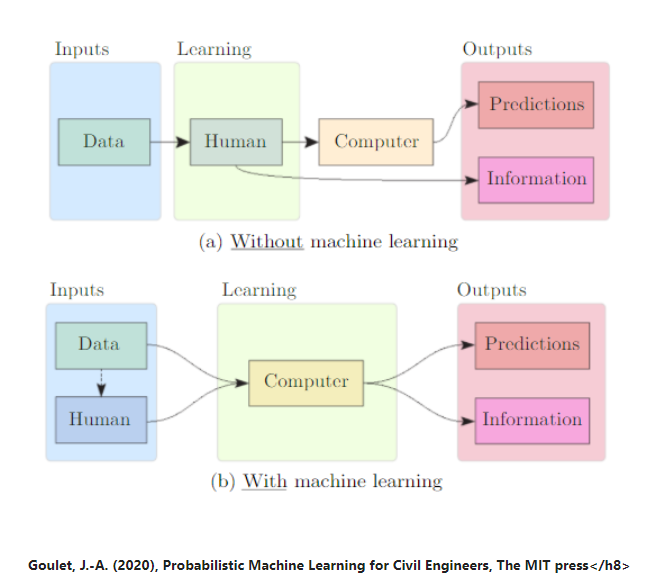 Inputs Learning Outputs
Predictions
Data Human Computer
Information
(a) Without machine learning
Inputs Learning Outputs
Data Predictions
Computer
Human Information
(b) With machine learning
Goulet, J.-A. (2020), Probabilistic Machine Learning for Civil Engineers, The MIT press</h8>